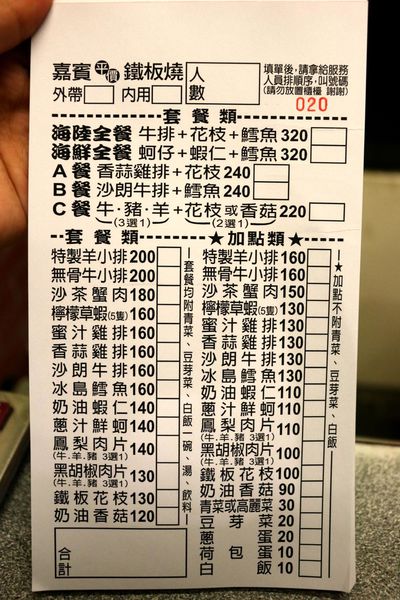 嘉賓平價鐵板燒
外帶 內用
人數
填單後,請拿給服務
人員排順序,叫號碼
(請勿放置櫃檯 謝謝)
020
套餐類
海陸全餐 牛排+花枝+鱈魚 320
海鮮全餐 蚵仔+蝦仁+鱈魚 320
A餐 香蒜雞排+花枝 240
B餐 沙朗牛排+鱈魚 240
C餐 牛·豬·羊+花枝或香菇 220
(3選1) (2選1)
套餐類
特製羊小排 200
無骨牛小排 200
沙茶蟹肉 180
檸檬草蝦(5隻) 160
蜜汁雞排 160
香蒜雞排 160
沙朗牛排 160
冰島鱈魚 160
奶油蝦仁 140
蔥汁鮮蚵 140
鳳梨肉片 140
(牛.羊.豬 3選1)
黑胡椒肉片 130
(牛.羊.豬 3選1)
鐵板花枝 130
奶油香菇 120
合計
套餐均附青菜、豆芽菜、白飯一碗、湯、飲料
★加點類★
特製羊小排 160
無骨牛小排 160
沙茶蟹肉 150
檸檬草蝦(5隻) 130
蜜汁雞排 130
香蒜雞排 130
沙朗牛排 130
冰島鱈魚 130
奶油蝦仁 110
蔥汁鮮蚵 110
鳳梨肉片 110
(牛.羊.豬 3選1)
黑胡椒肉片 100
(牛.羊.豬 3選1)
鐵板花枝 100
奶油香菇 90
青菜或高麗菜 30
豆芽菜 20
蔥蛋 20
荷包蛋 10
白飯 10
★加點不附青菜、豆芽菜、白飯